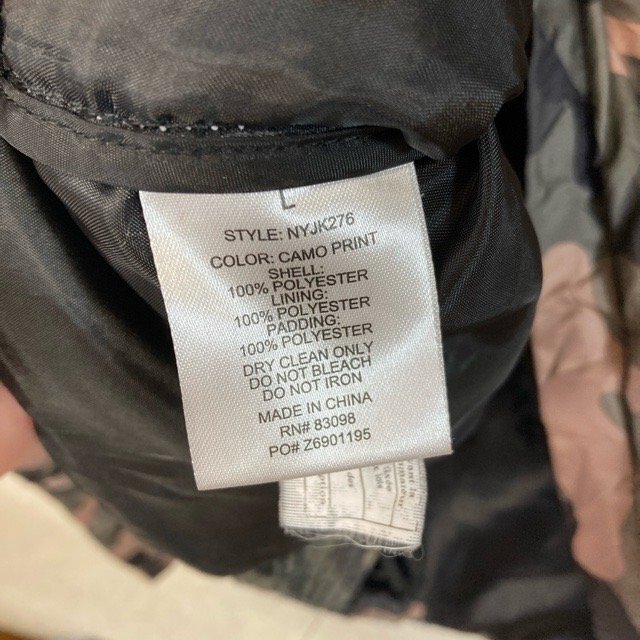 L
STYLE: NYJK276
COLOR: CAMO PRINT
SHELL:
100% POLYESTER
LINING:
100% POLYESTER
PADDING:
100% POLYESTER
DRY CLEAN ONLY
DO NOT BLEACH
DO NOT IRON
MADE IN CHINA
RN# 83098
PO# Z6901195